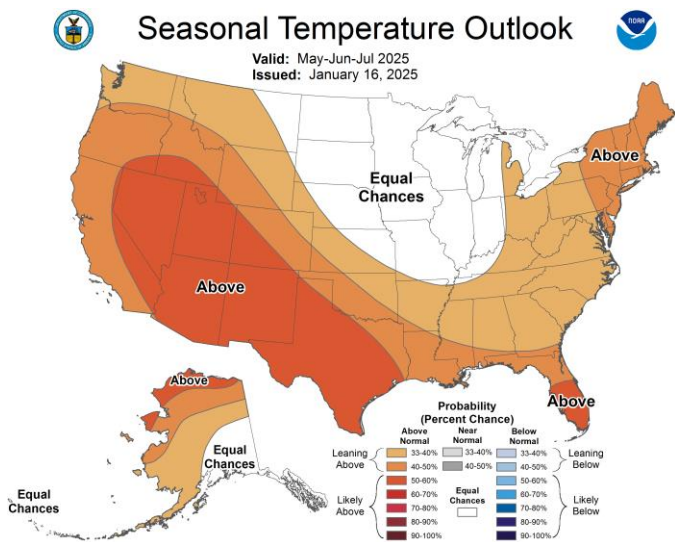 Seasonal Temperature Outlook
NOAA
Valid: May-Jun-Jul 2025
Issued: January 16, 2025
Equal
Chances
Above
Above
Above
Above
Equal
Chances
Equal
Chances
Probability
(Percent Chance)
Above
Normal
Near
Normal
Below
Normal
Leaning
Above
33-40%
40-50%
33-40%
40-50%
33-40%
40-50%
Leaning
Below
Likely
Above
50-60%
60-70%
70-80%
80-90%
90-100%
Equal
Chances
50-60%
60-70%
70-80%
80-90%
90-100%
Likely
Below